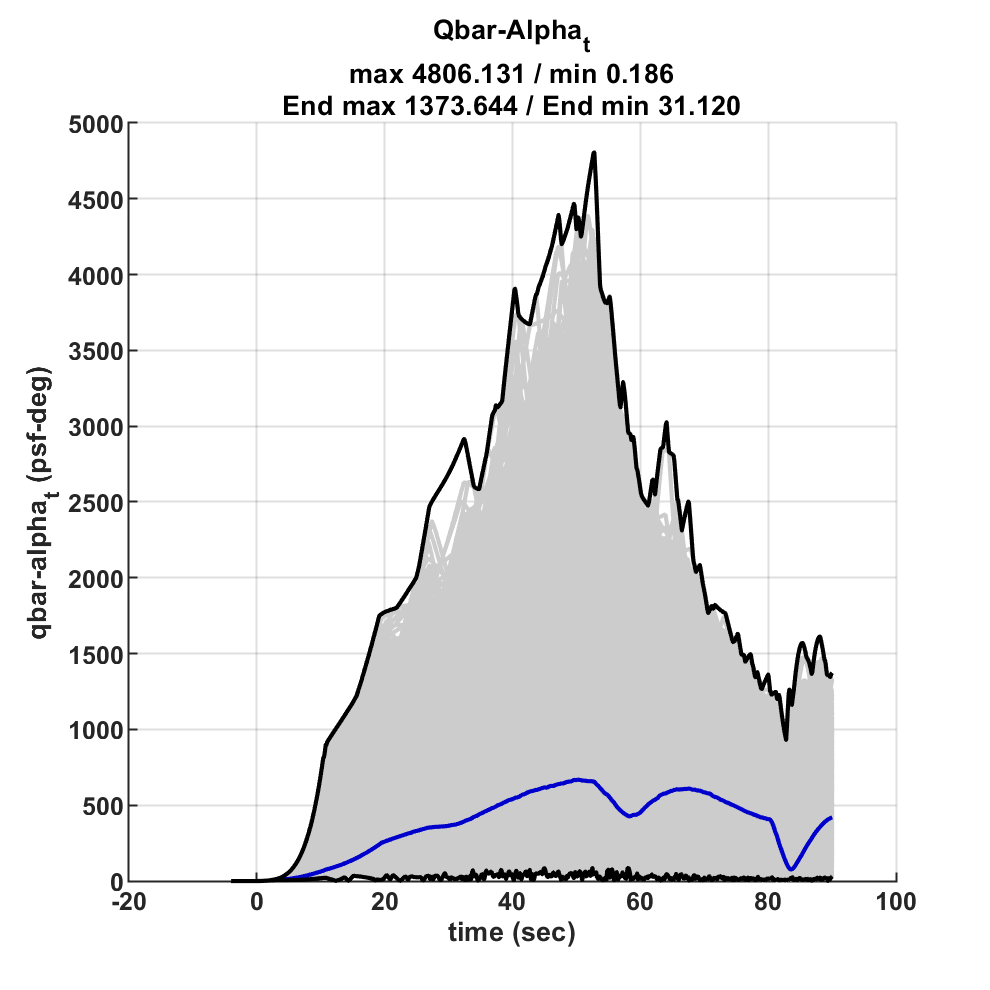 Qbar-Alphat
max 4806.131 / min 0.186
End max 1373.644 / End min 31.120
5000
4500
4000
3500
3000
2500
2000
1500
1000
500
0
qbar-alphat (psf-deg)
-20 0 20 40 60 80 100
time (sec)